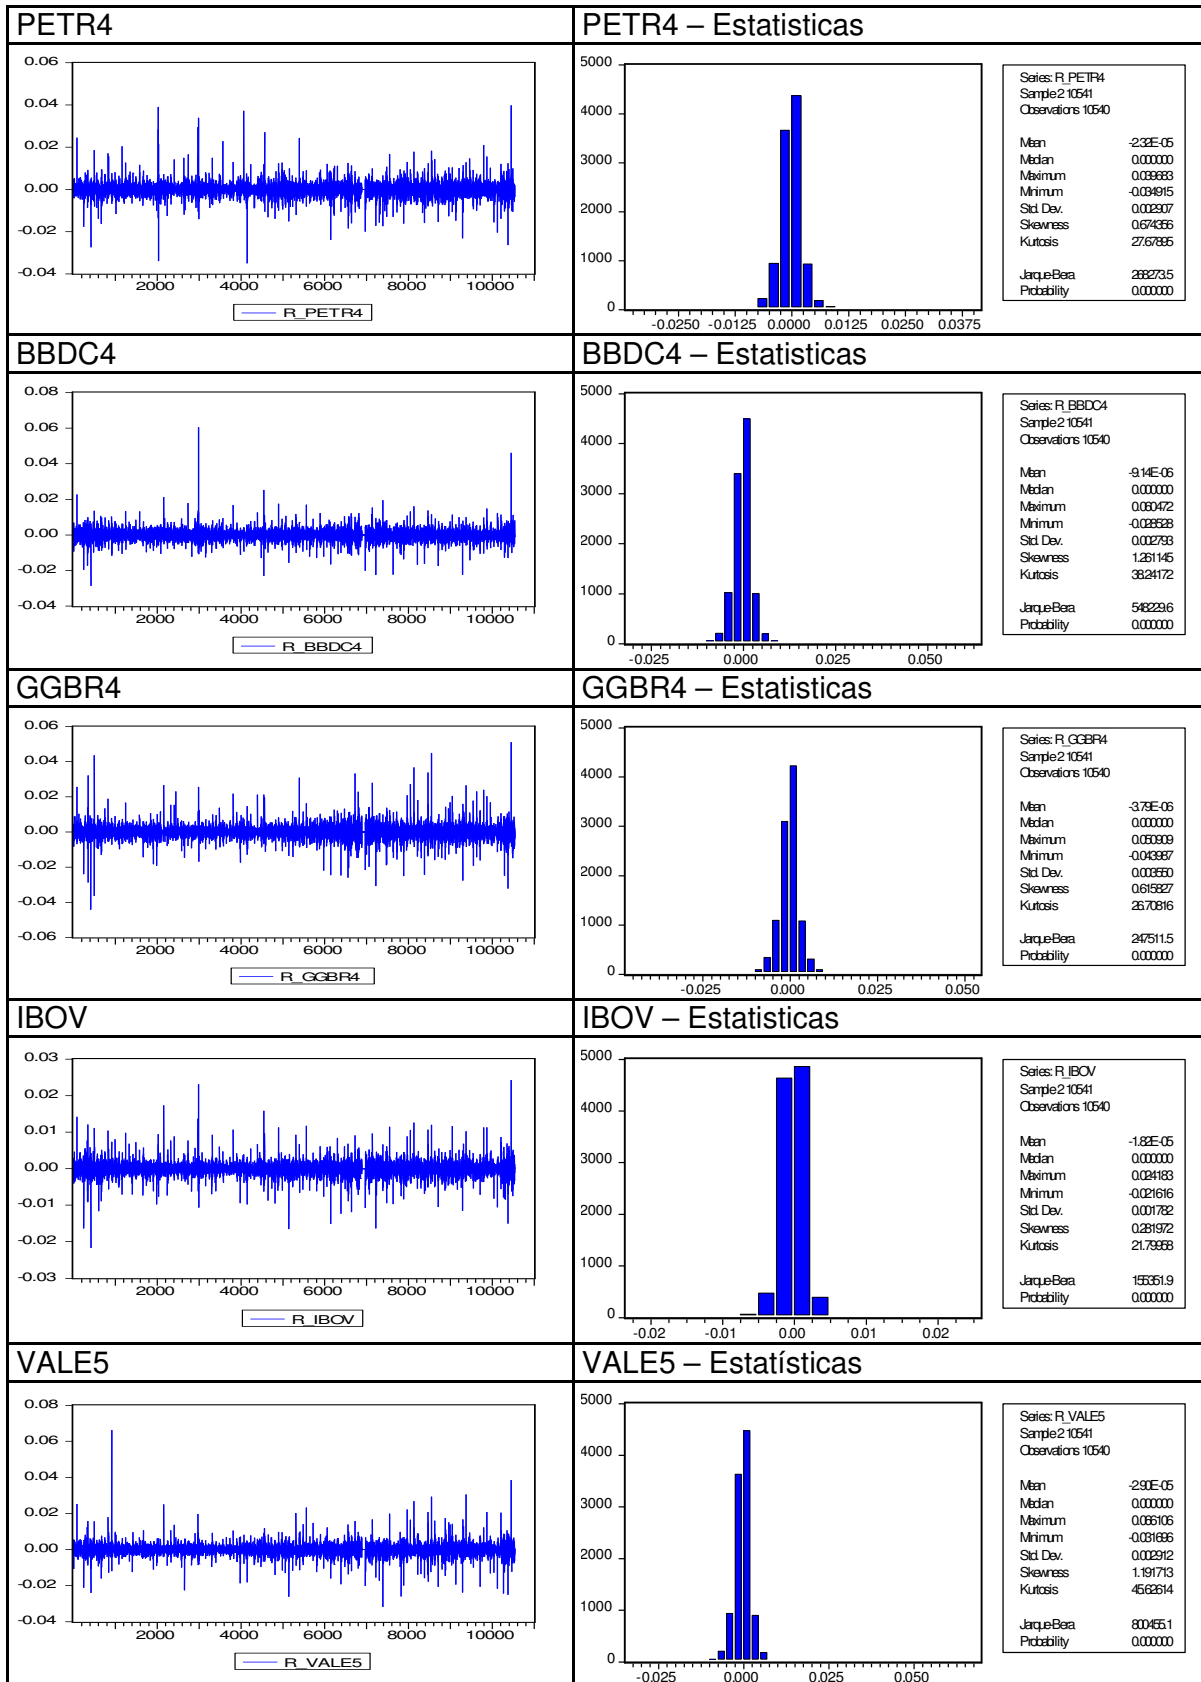 PETR4
PETR4 – Estatisticas
0.06
0.04
0.02
0.00
-0.02
-0.04
2000 4000 6000 8000 10000
R_PETR4
5000
4000
3000
2000
1000
0
-0.0250 -0.0125 0.0000 0.0125 0.0250 0.0375
Series: R_PETR4
Sample 2 10541
Observations 10540
Mean -2.32E-05
Median 0.000000
Maximum 0.039683
Minimum -0.034915
Std. Dev. 0.002907
Skewness 0.674356
Kurtosis 27.67895
Jarque-Bera 268273.5
Probability 0.000000
BBDC4
BBDC4 – Estatisticas
0.08
0.06
0.04
0.02
0.00
-0.02
-0.04
2000 4000 6000 8000 10000
R_BBDC4
5000
4000
3000
2000
1000
0
-0.025 0.000 0.025 0.050
Series: R_BBDC4
Sample 2 10541
Observations 10540
Mean -9.14E-06
Median 0.000000
Maximum 0.060472
Minimum -0.028528
Std. Dev. 0.002793
Skewness 1.261145
Kurtosis 38.24172
Jarque-Bera 548229.6
Probability 0.000000
GGBR4
GGBR4 – Estatisticas
0.06
0.04
0.02
0.00
-0.02
-0.04
-0.06
2000 4000 6000 8000 10000
R_GGBR4
5000
4000
3000
2000
1000
0
-0.025 0.000 0.025 0.050
Series: R_GGBR4
Sample 2 10541
Observations 10540
Mean -3.79E-06
Median 0.000000
Maximum 0.050909
Minimum -0.043987
Std. Dev. 0.003550
Skewness 0.615827
Kurtosis 26.70816
Jarque-Bera 247511.5
Probability 0.000000
IBOV
IBOV – Estatisticas
0.03
0.02
0.01
0.00
-0.01
-0.02
-0.03
2000 4000 6000 8000 10000
R_IBOV
5000
4000
3000
2000
1000
0
-0.02 -0.01 0.00 0.01 0.02
Series: R_IBOV
Sample 2 10541
Observations 10540
Mean -1.82E-05
Median 0.000000
Maximum 0.024183
Minimum -0.021616
Std. Dev. 0.001782
Skewness 0.281972
Kurtosis 21.79958
Jarque-Bera 155351.9
Probability 0.000000
VALE5
VALE5 – Estatísticas
0.08
0.06
0.04
0.02
0.00
-0.02
-0.04
2000 4000 6000 8000 10000
R_VALE5
5000
4000
3000
2000
1000
0
-0.025 0.000 0.025 0.050
Series: R_VALE5
Sample 2 10541
Observations 10540
Mean -2.90E-05
Median 0.000000
Maximum 0.066106
Minimum -0.031696
Std. Dev. 0.002912
Skewness 1.191713
Kurtosis 45.62614
Jarque-Bera 800455.1
Probability 0.000000